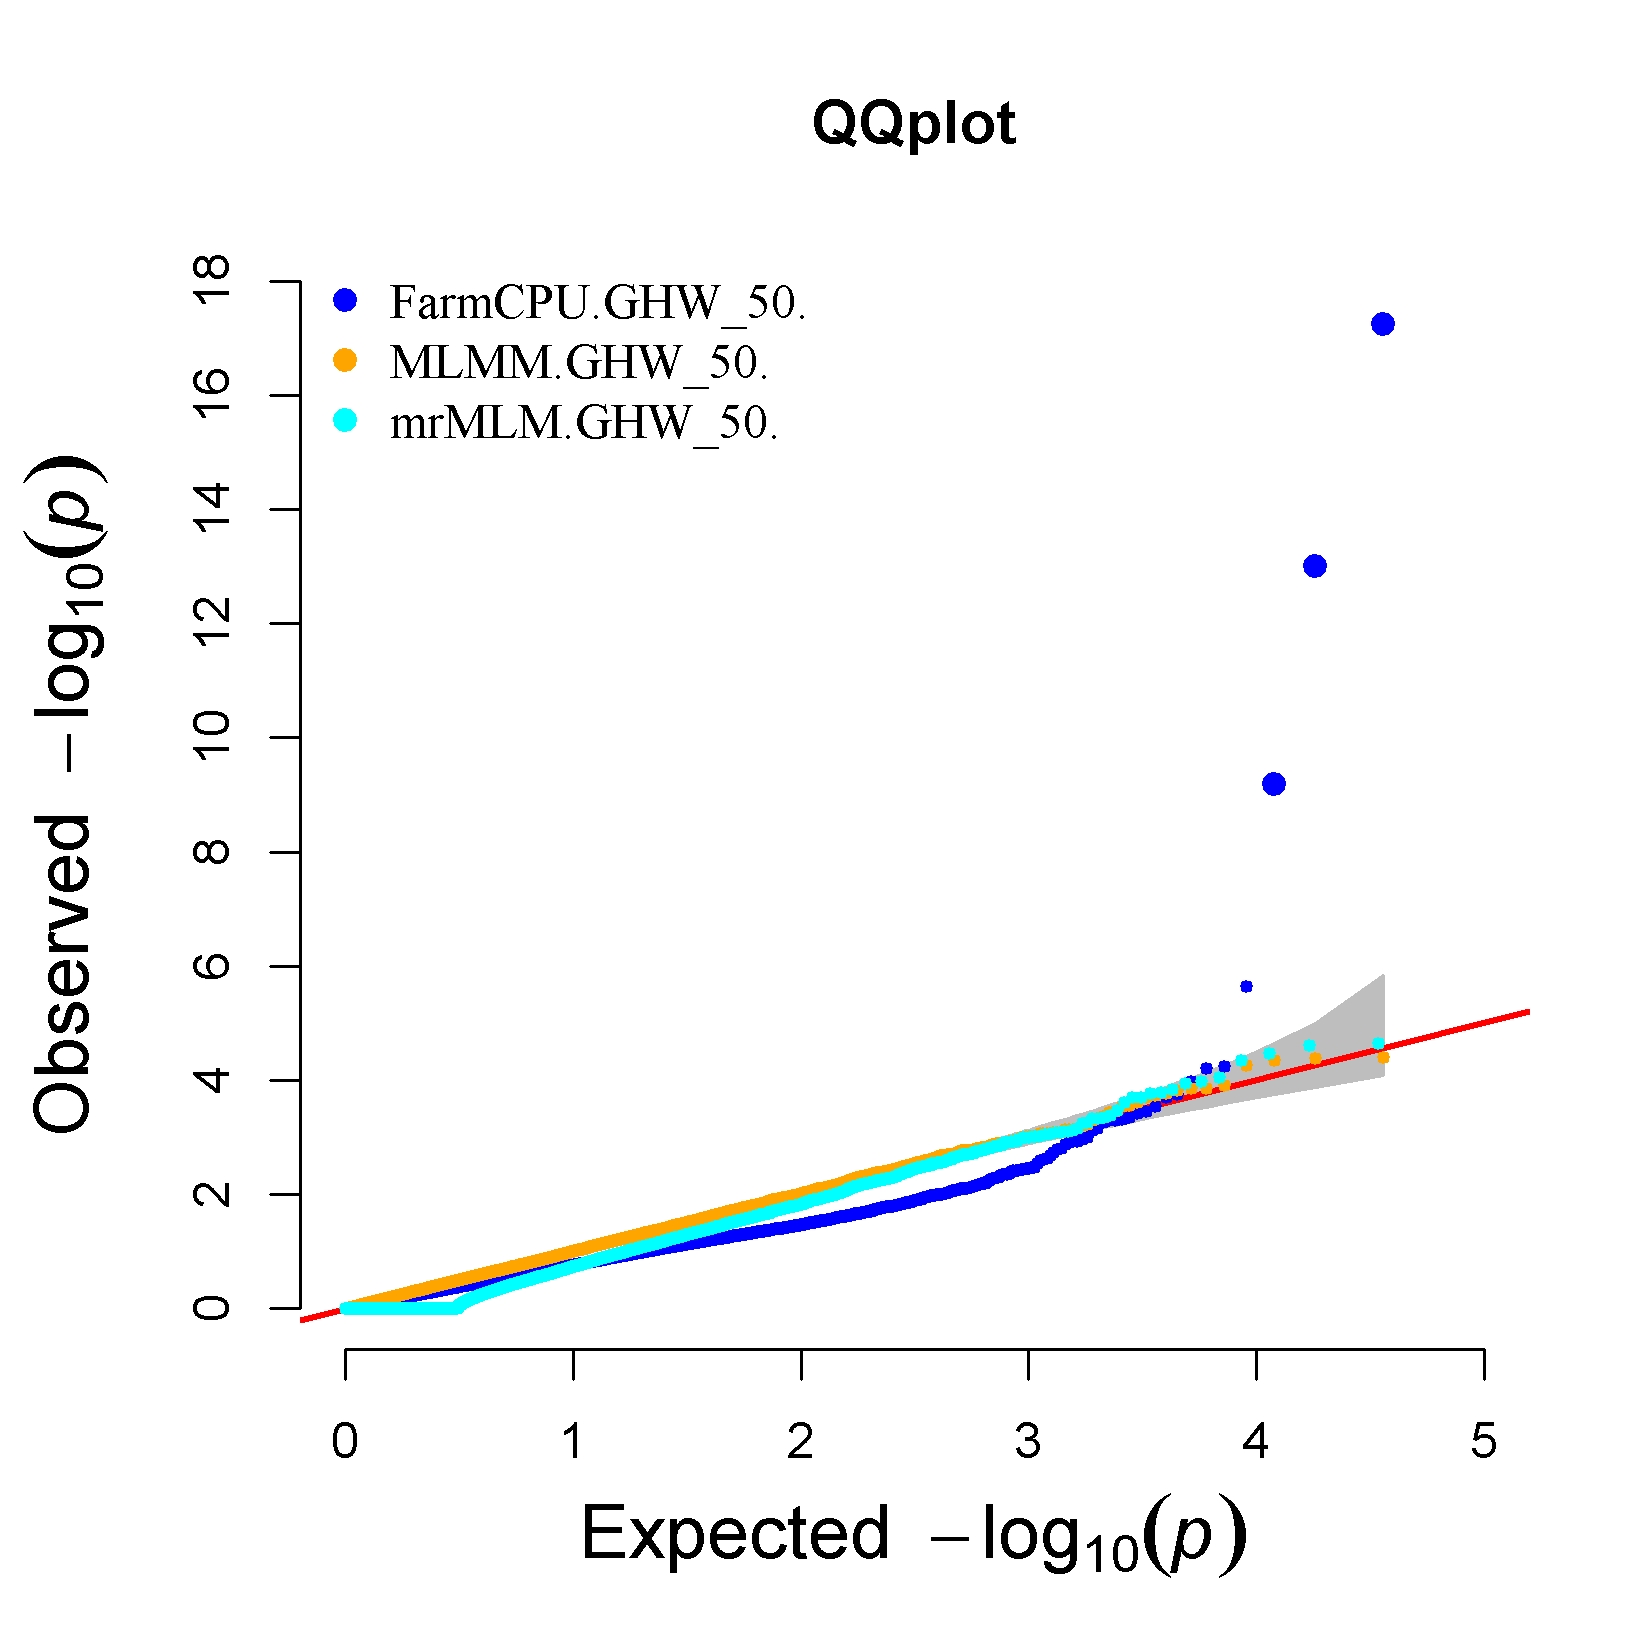 QQplot
FarmCPU.GHW_50.
MLMM.GHW_50.
mrMLM.GHW_50.
Observed −log10(p)
18
16
14
12
10
8
6
4
2
0
0 1 2 3 4 5
Expected −log10(p)